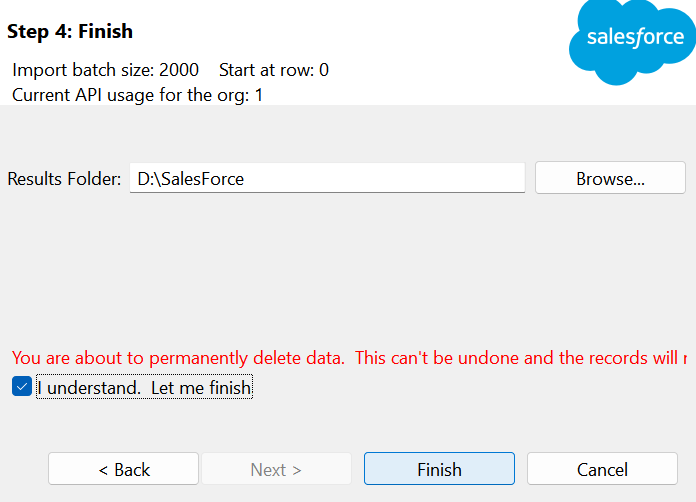 Step 4: Finish
salesforce
Import batch size: 2000    Start at row: 0
Current API usage for the org: 1
Results Folder: D:\SalesForce Browse...
You are about to permanently delete data.  This can't be undone and the records will
I understand.  Let me finish
< Back Next > Finish Cancel